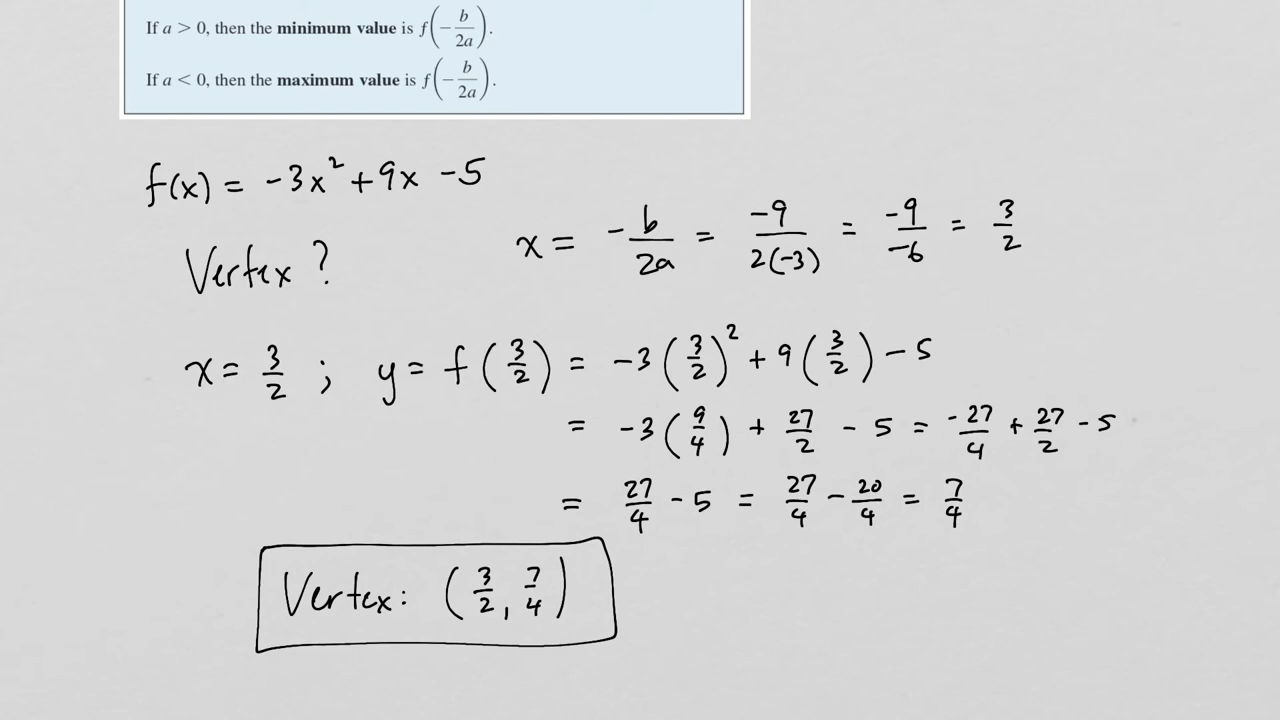 If a > 0, then the minimum value is f(-b/2a).
If a < 0, then the maximum value is f(-b/2a).
f(x) = -3x² + 9x - 5
Vertex?
x = -b/2a = -9/2(-3) = -9/-6 = 3/2
x = 3/2 ; y = f(3/2) = -3(3/2)² + 9(3/2) - 5
= -3(9/4) + 27/2 - 5 = -27/4 + 27/2 - 5
= 27/4 - 5 = 27/4 - 20/4 = 7/4
Vertex: (3/2, 7/4)